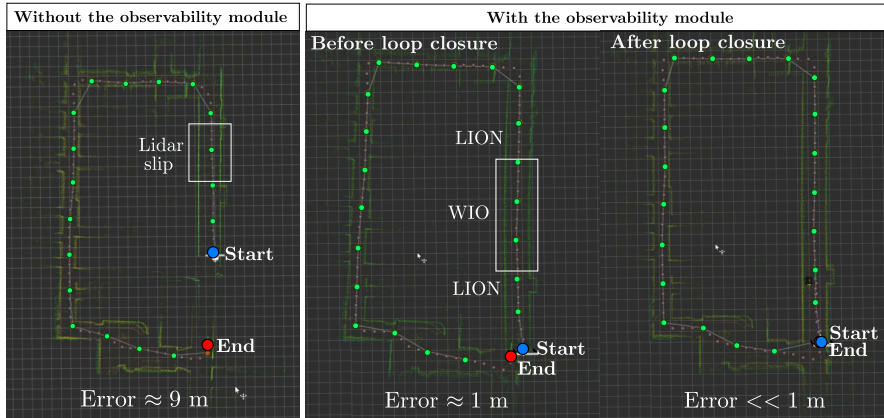 Without the observability module
With the observability module
Lidar
slip
Start
End
Error ≈ 9 m
Before loop closure
LION
WIO
LION
Start
End
Error ≈ 1 m
After loop closure
Start
End
Error << 1 m